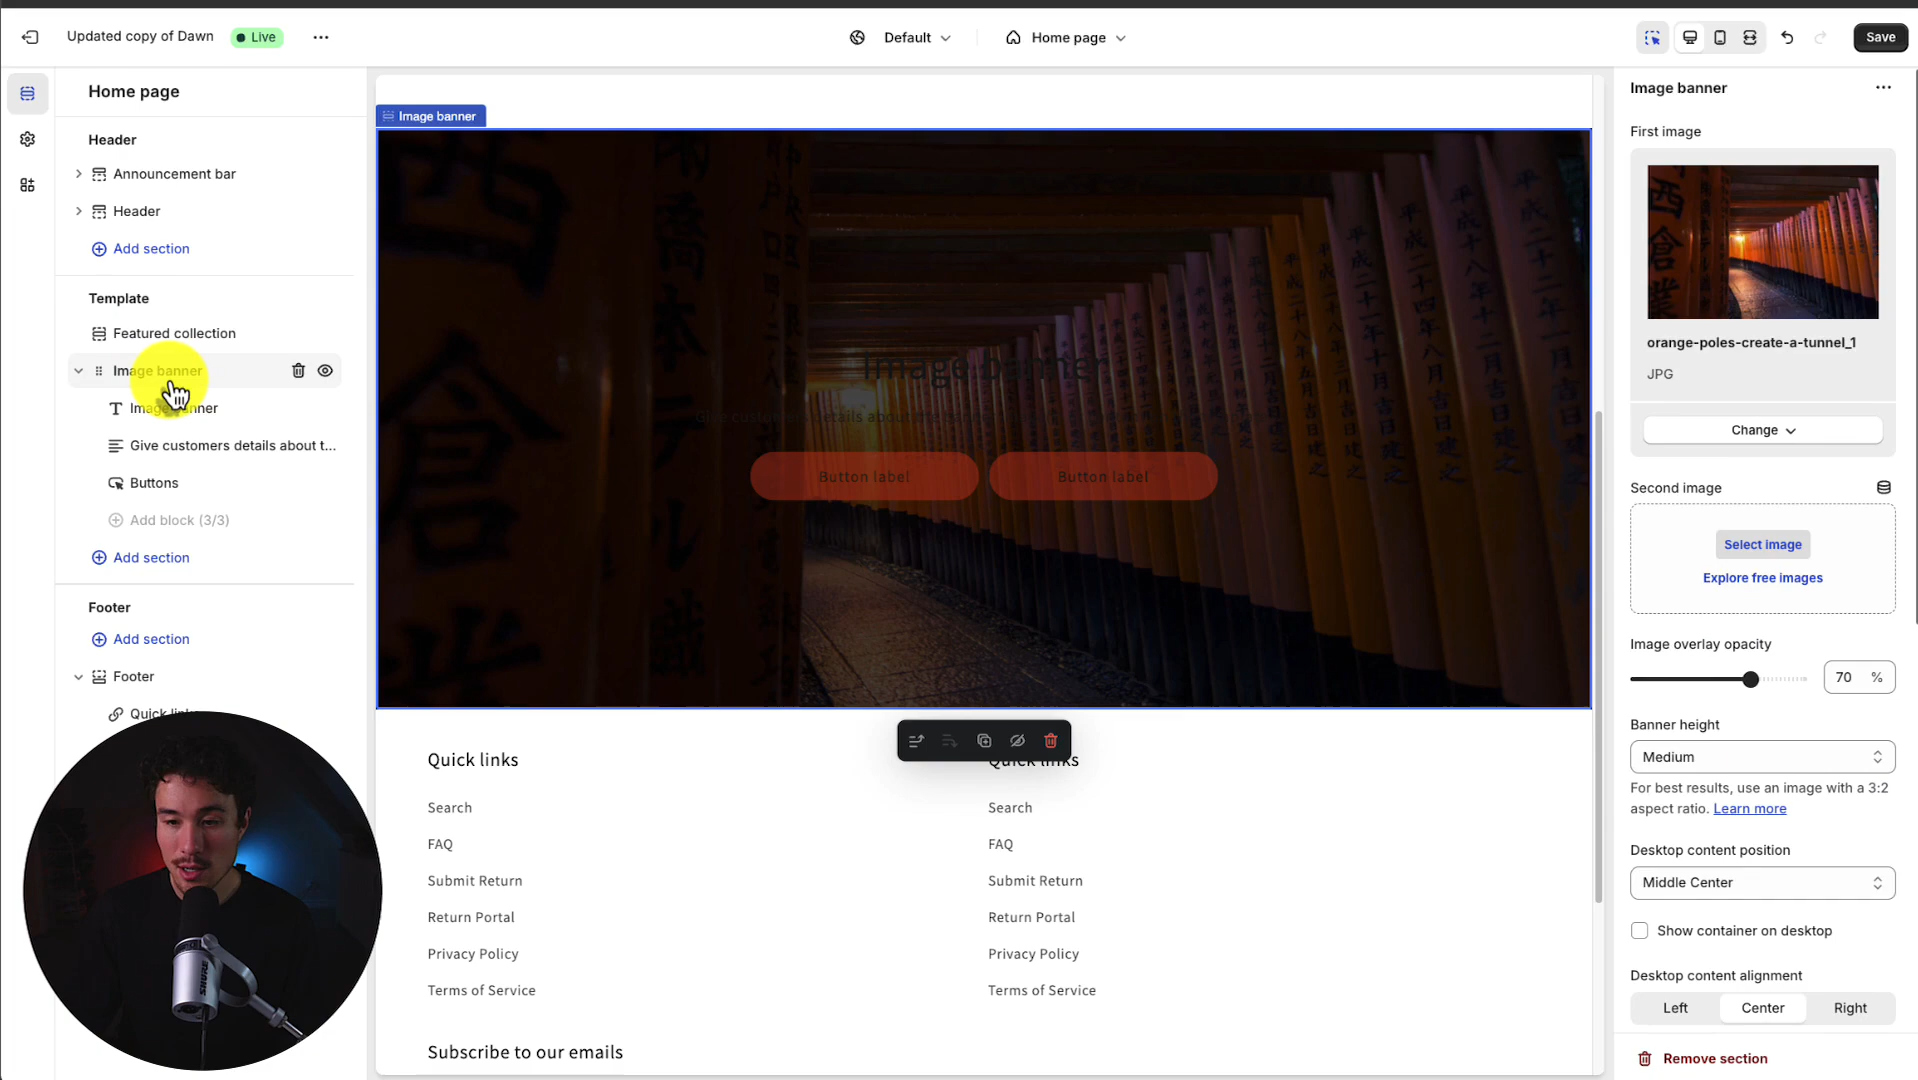 Updated copy of Dawn
Live
Default
Home page
Save
Home page
Header
Announcement bar
Header
Add section
Template
Featured collection
Image banner
Image banner
Give customers details about t...
Buttons
Add block (3/3)
Add section
Footer
Add section
Footer
Quick links
Image banner
Image banner
Give customers details about the
Button label
Button label
Quick links
Search
FAQ
Submit Return
Return Portal
Privacy Policy
Terms of Service
Quick links
Search
FAQ
Submit Return
Return Portal
Privacy Policy
Terms of Service
Subscribe to our emails
SHURE
Image banner
First image
orange-poles-create-a-tunnel_1
JPG
Change
Second image
Select image
Explore free images
Image overlay opacity
70 %
Banner height
Medium
For best results, use an image with a 3:2
aspect ratio. Learn more
Desktop content position
Middle Center
Show container on desktop
Desktop content alignment
Left
Center
Right
Remove section